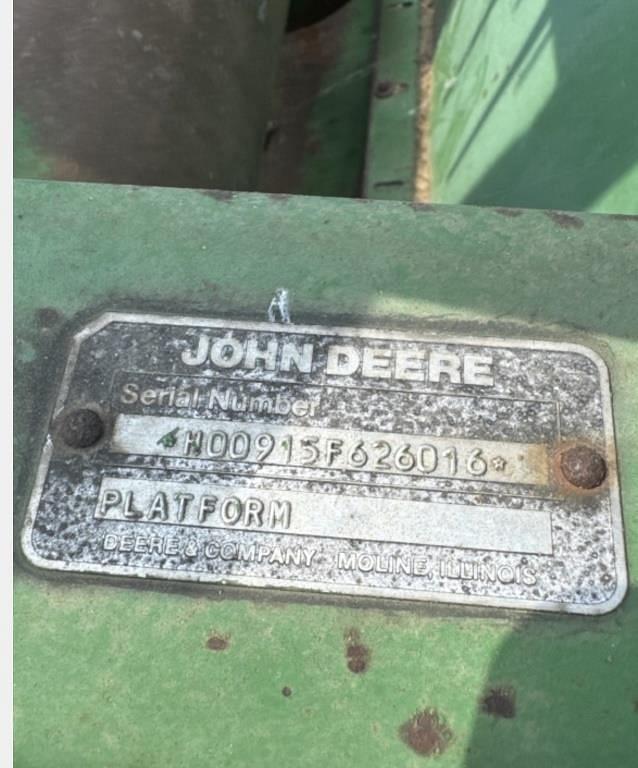 JOHN DEERE
Serial Number
*H00915F626016*
PLATFORM
DEERE & COMPANY MOLINE, ILLINOIS